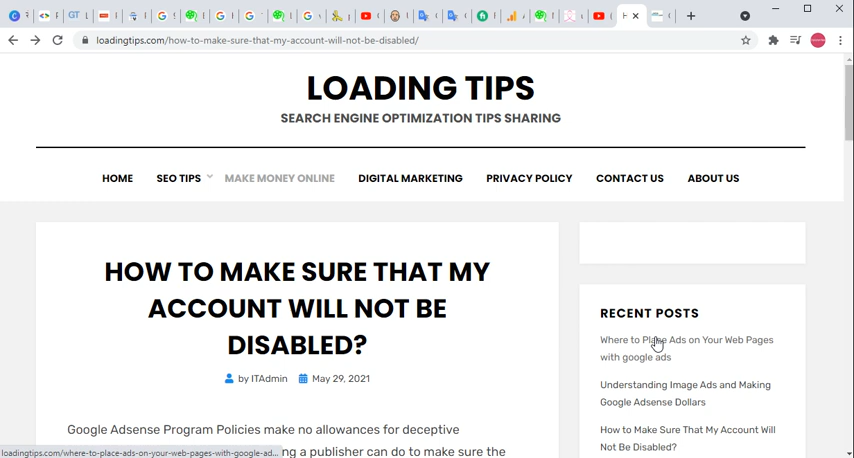 loadingtips.com/how-to-make-sure-that-my-account-will-not-be-disabled/
LOADING TIPS
SEARCH ENGINE OPTIMIZATION TIPS SHARING
HOME SEO TIPS MAKE MONEY ONLINE DIGITAL MARKETING PRIVACY POLICY CONTACT US ABOUT US
HOW TO MAKE SURE THAT MY
ACCOUNT WILL NOT BE
DISABLED?
by ITAdmin May 29, 2021
Google Adsense Program Policies make no allowances for deceptive
ng a publisher can do to make sure the
RECENT POSTS
Where to Place Ads on Your Web Pages
with google ads
Understanding Image Ads and Making
Google Adsense Dollars
How to Make Sure That My Account Will
Not Be Disabled?
loadingtips.com/where-to-place-ads-on-your-web-pages-with-google-ad...